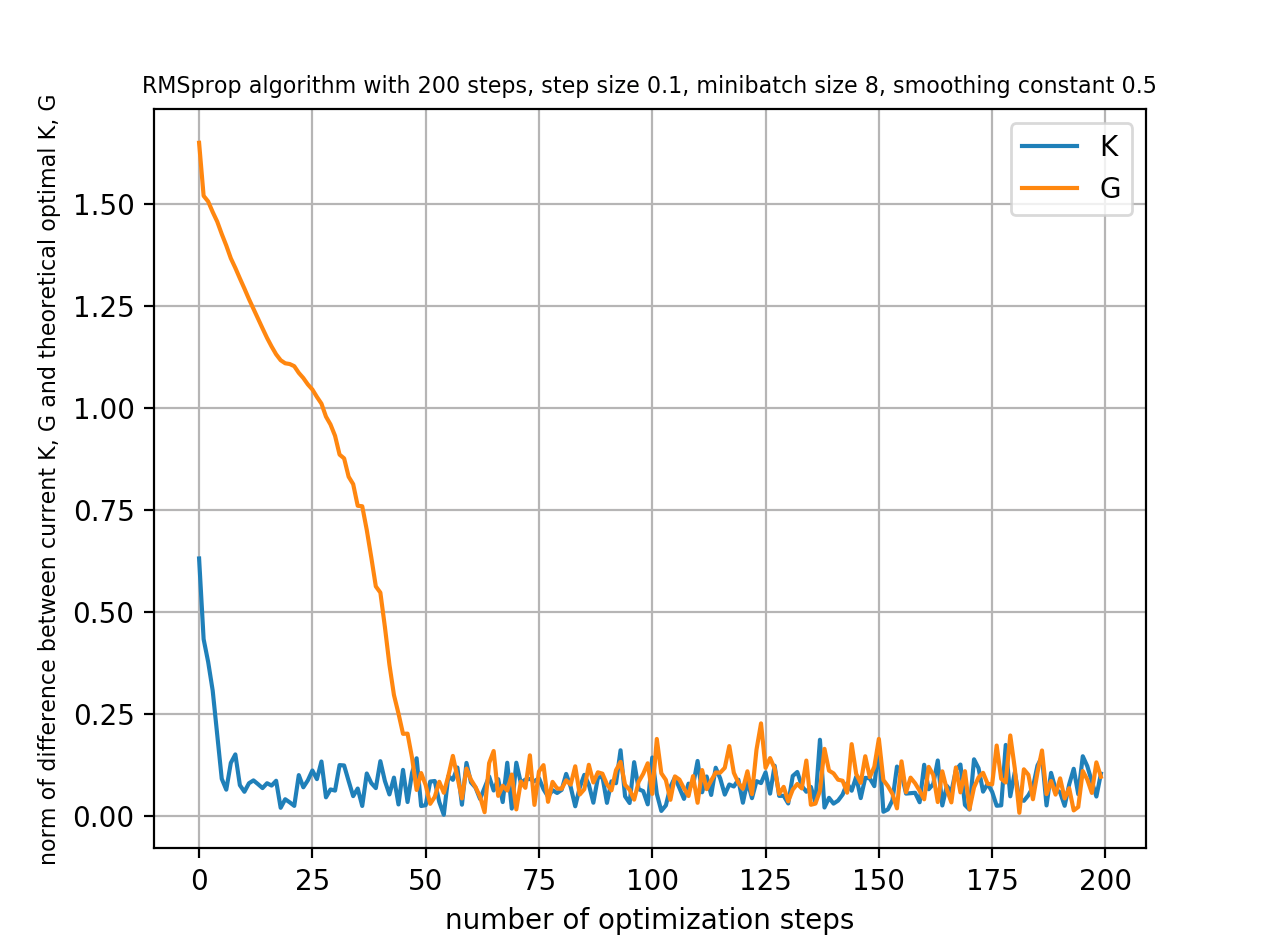 RMSprop algorithm with 200 steps, step size 0.1, minibatch size 8, smoothing constant 0.5
norm of difference between current K, G and theoretical optimal K, G
1.50
1.25
1.00
0.75
0.50
0.25
0.00
K
G
0 25 50 75 100 125 150 175 200
number of optimization steps